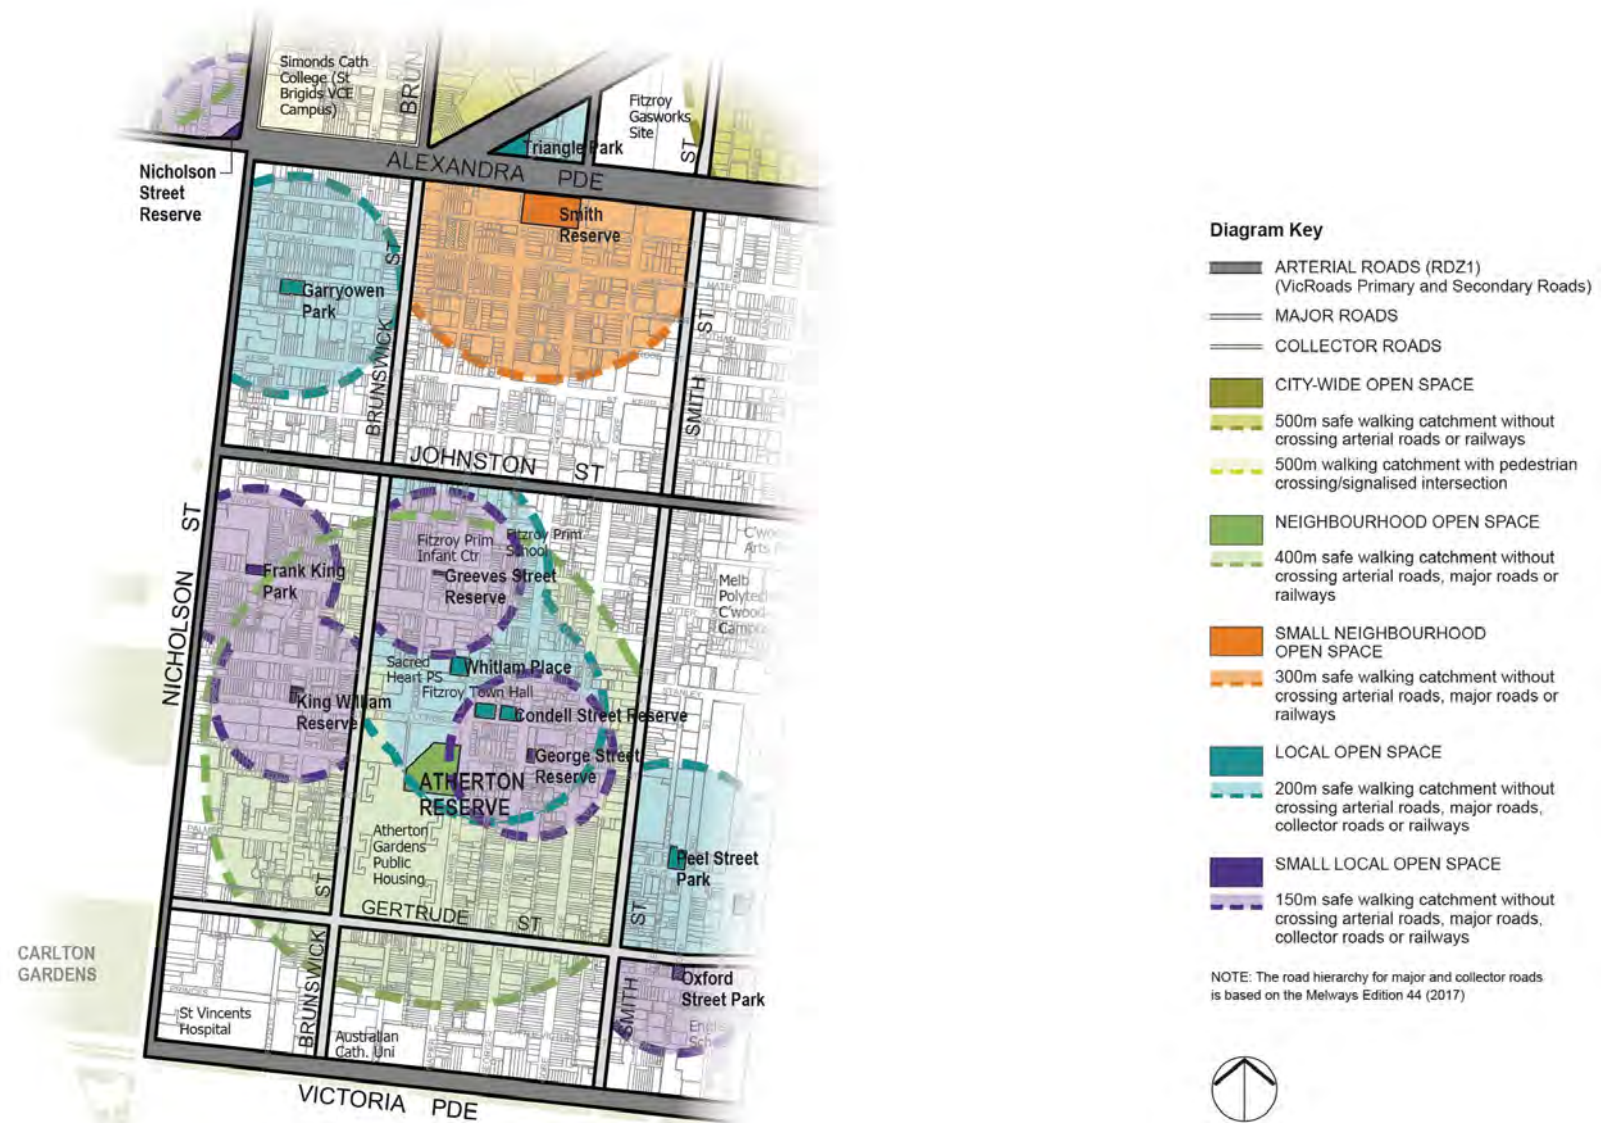 Simonds Cath
College (St
Brigids VCE
Campus)
BRUN
Fitzroy
Gasworks
Site
ST
Triangle Park
ALEXANDRA PDE
Nicholson
Street
Reserve
Smith
Reserve
ST
Garryowen
Park
BRUNSWICK
ST
SMITH
JOHNSTON ST
NICHOLSON ST
Fitzroy Prim
Infant Ctr
Fitzroy Prim
School
C'woo
Arts
Frank King
Park
Greeves Street
Reserve
Melb
Polytec
C'wood
Camp
Sacred
Heart PS
Whitlam Place
Fitzroy Town Hall
STANLEY
King William
Reserve
Condell Street Reserve
George Street
Reserve
ATHERTON
RESERVE
PALMER
Atherton
Gardens
Public
Housing
Peel Street
Park
ST
GERTRUDE ST
ST
CARLTON
GARDENS
BRUNSWICK
SMITH
Oxford
Street Park
St Vincents
Hospital
Australian
Cath. Uni
VICTORIA PDE
Diagram Key
ARTERIAL ROADS (RDZ1)
(VicRoads Primary and Secondary Roads)
MAJOR ROADS
COLLECTOR ROADS
CITY-WIDE OPEN SPACE
500m safe walking catchment without
crossing arterial roads or railways
500m walking catchment with pedestrian
crossing/signalised intersection
NEIGHBOURHOOD OPEN SPACE
400m safe walking catchment without
crossing arterial roads, major roads or
railways
SMALL NEIGHBOURHOOD
OPEN SPACE
300m safe walking catchment without
crossing arterial roads, major roads or
railways
LOCAL OPEN SPACE
200m safe walking catchment without
crossing arterial roads, major roads,
collector roads or railways
SMALL LOCAL OPEN SPACE
150m safe walking catchment without
crossing arterial roads, major roads,
collector roads or railways
NOTE: The road hierarchy for major and collector roads
is based on the Melways Edition 44 (2017)